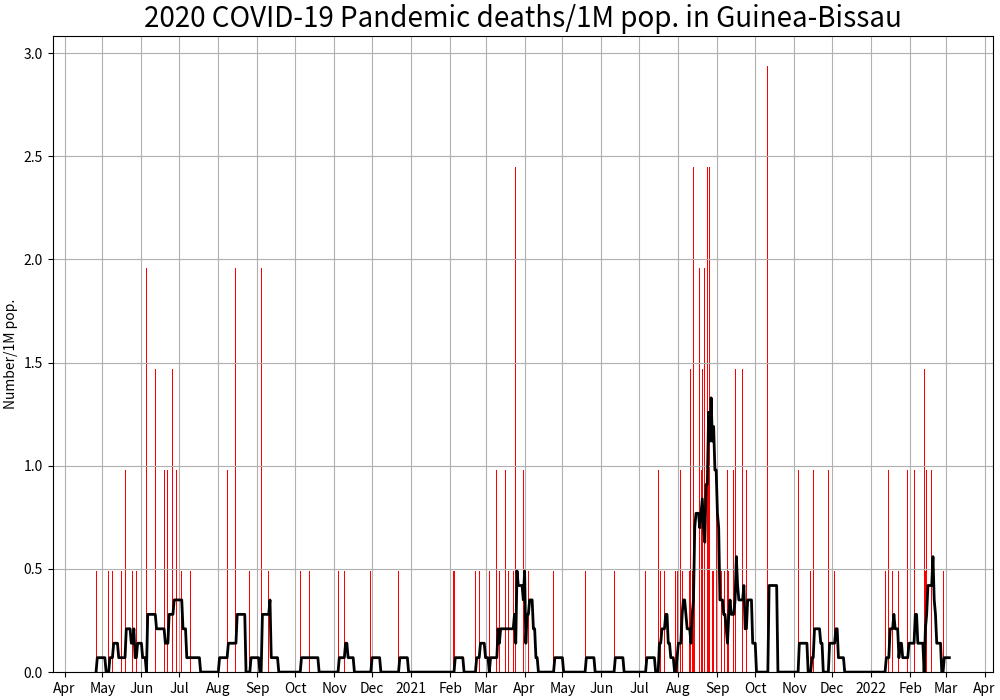 2020 COVID-19 Pandemic deaths/1M pop. in Guinea-Bissau
Number/1M pop.
3.0
2.5
2.0
1.5
1.0
0.5
0.0
Apr May Jun Jul Aug Sep Oct Nov Dec 2021 Feb Mar Apr May Jun Jul Aug Sep Oct Nov Dec 2022 Feb Mar Apr